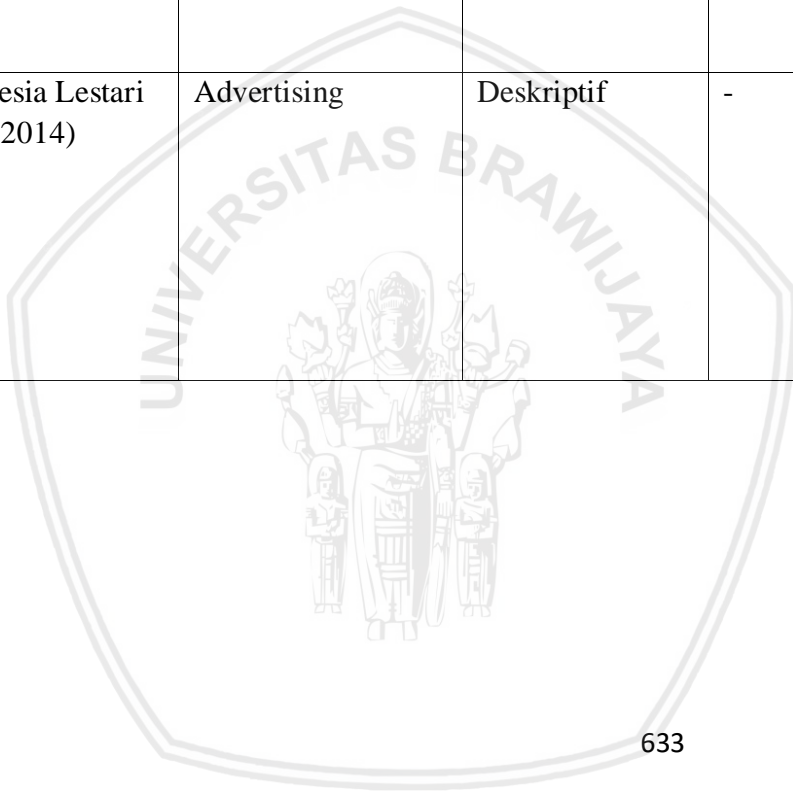 esia Lestari Advertising Deskriptif -
2014)
UNIVERSITAS BRAWIJAYA
633